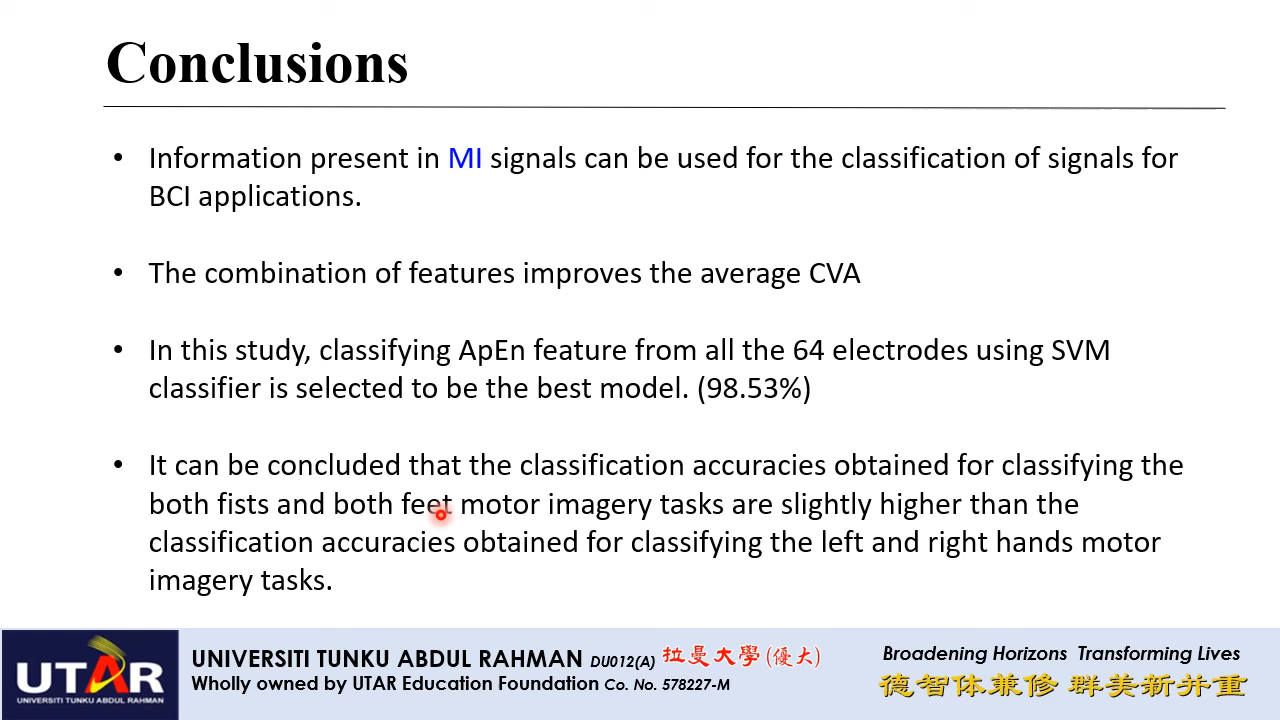 Conclusions
• Information present in MI signals can be used for the classification of signals for
BCI applications.
• The combination of features improves the average CVA
• In this study, classifying ApEn feature from all the 64 electrodes using SVM
classifier is selected to be the best model. (98.53%)
• It can be concluded that the classification accuracies obtained for classifying the
both fists and both feet motor imagery tasks are slightly higher than the
classification accuracies obtained for classifying the left and right hands motor
imagery tasks.
UTAR
UNIVERSITI TUNKU ABDUL RAHMAN
UNIVERSITI TUNKU ABDUL RAHMAN DU012(A) 拉曼大學(優大)
Wholly owned by UTAR Education Foundation Co. No. 578227-M
Broadening Horizons Transforming Lives
德智体兼修 群美新并重